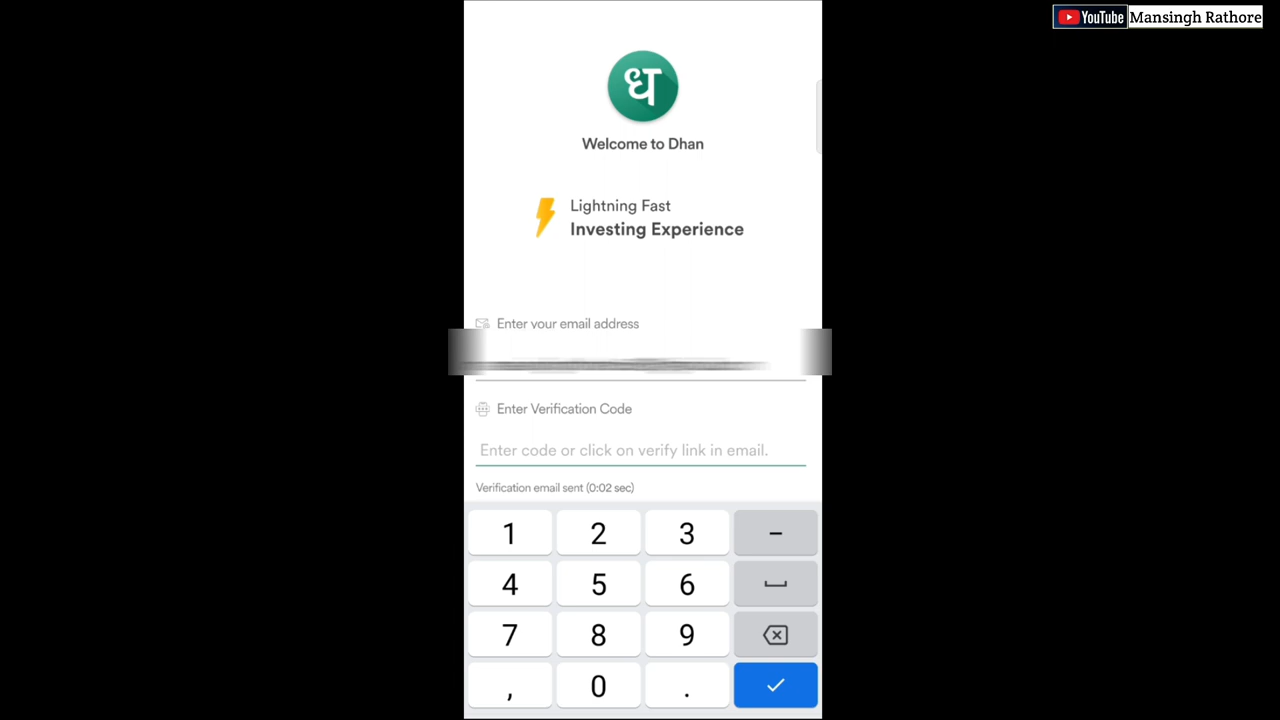 YouTube Mansingh Rathore
ध
Welcome to Dhan
Lightning Fast
Investing Experience
Enter your email address
Enter Verification Code
Enter code or click on verify link in email.
Verification email sent (0:02 sec)
1 2 3 –
4 5 6
7 8 9
, 0 .